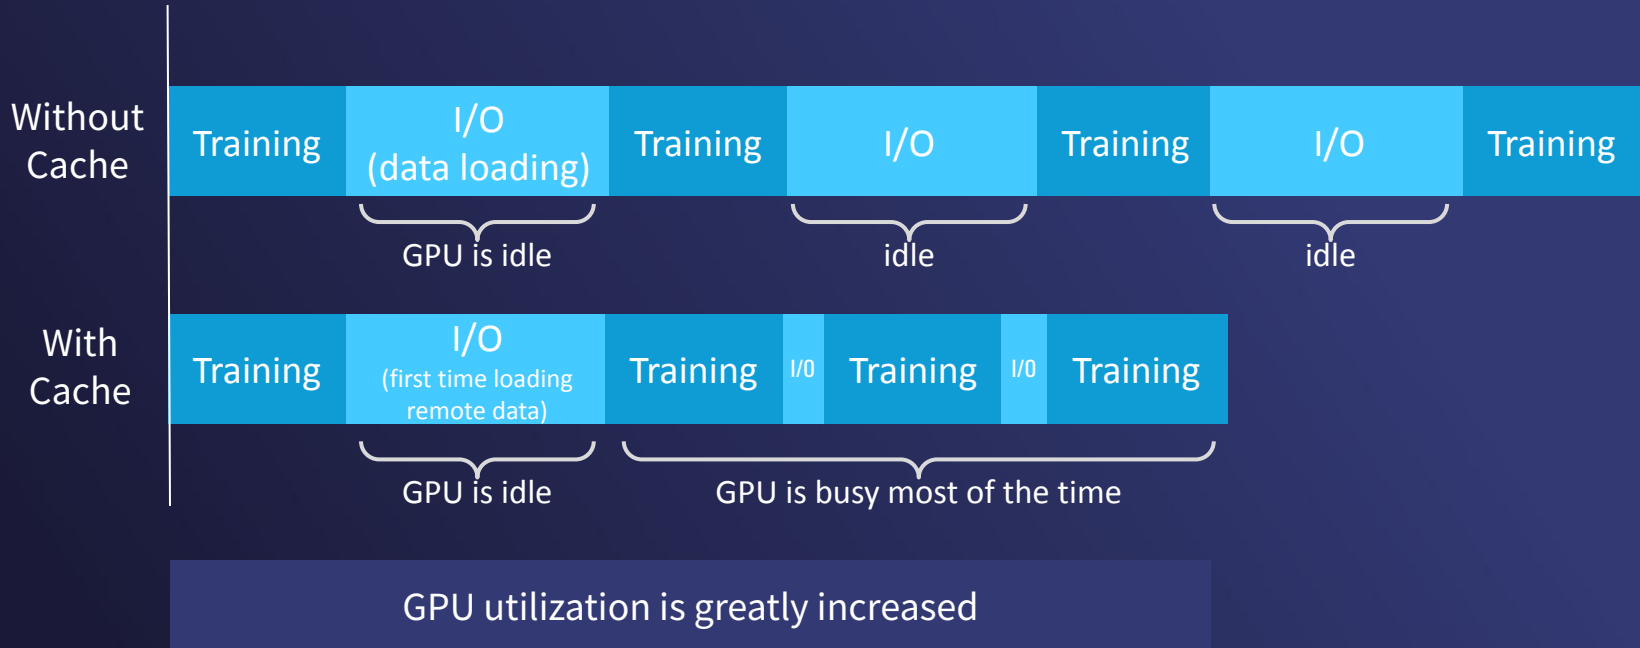 Without
Cache
Training
I/O
(data loading)
Training
I/O
Training
I/O
Training
GPU is idle
idle
idle
With
Cache
Training
I/O
(first time loading
remote data)
Training
I/O
Training
I/O
Training
GPU is idle
GPU is busy most of the time
GPU utilization is greatly increased